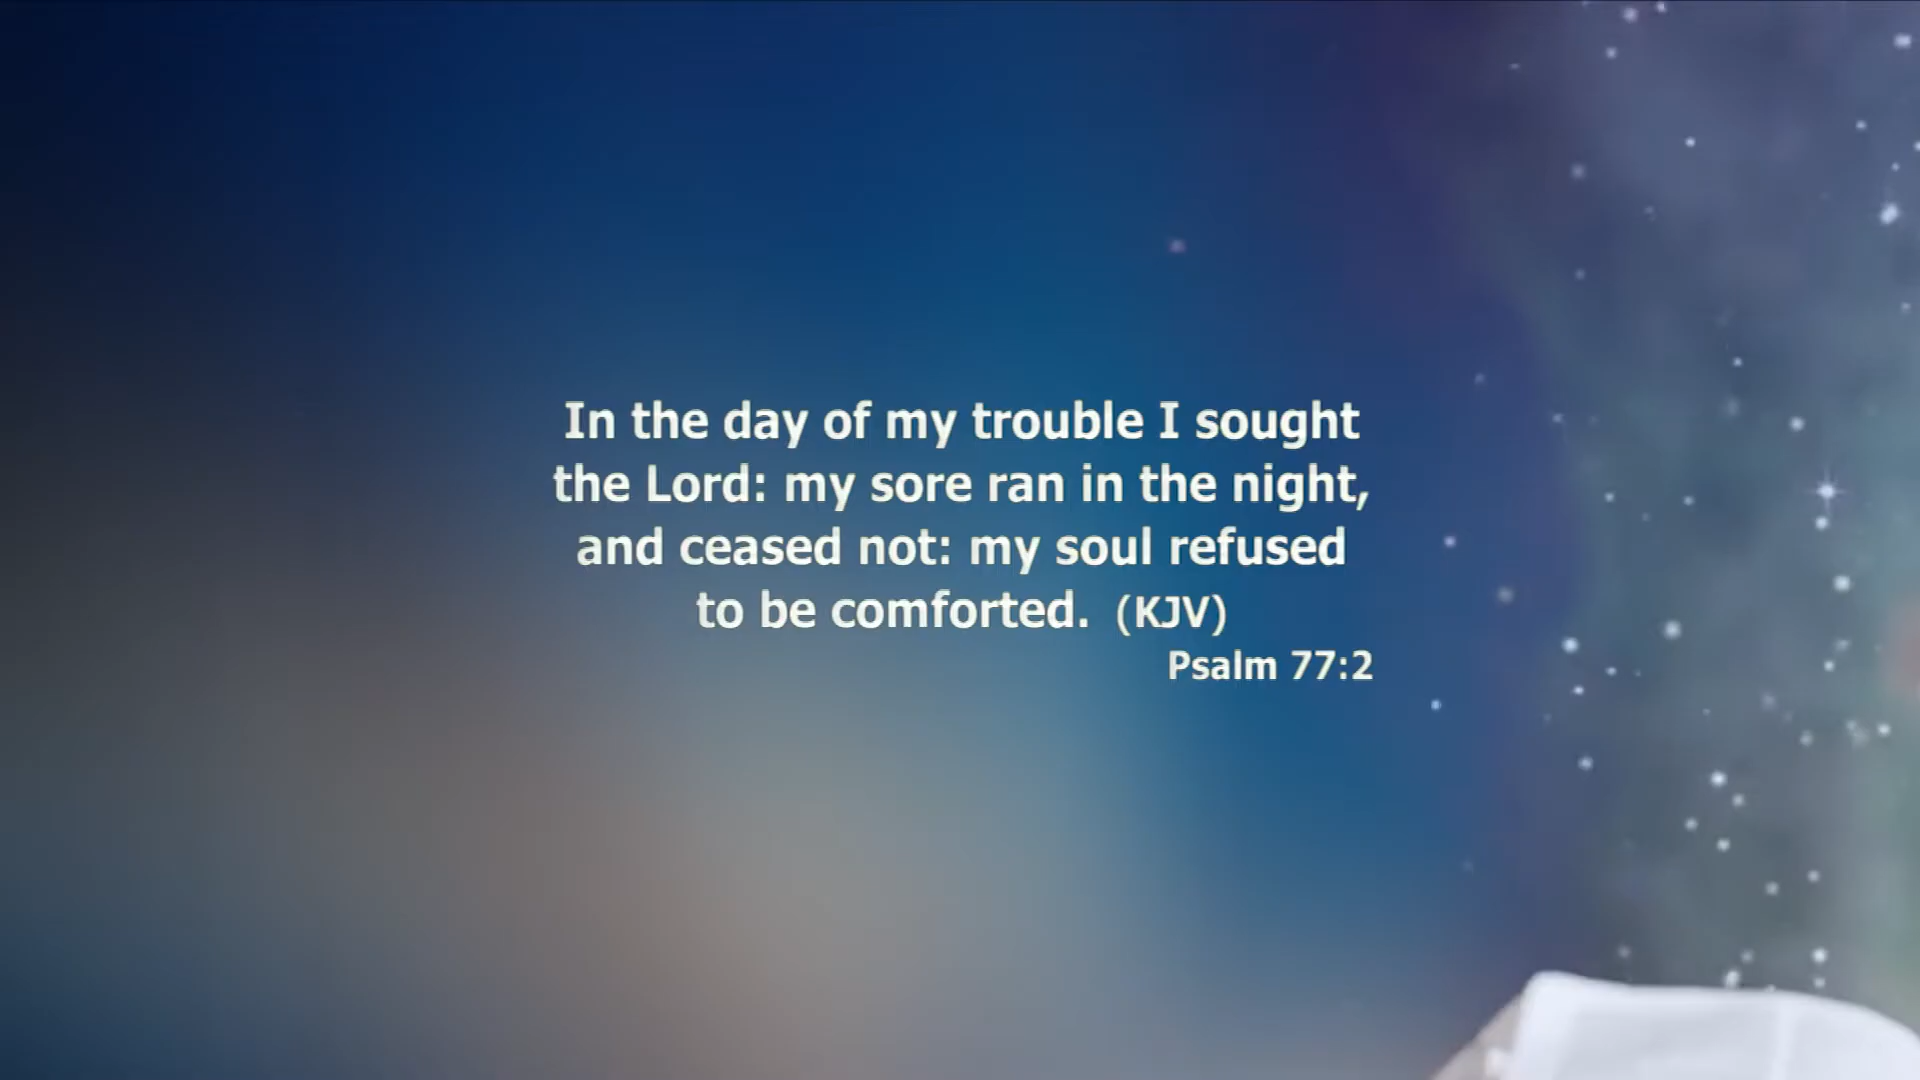 In the day of my trouble I sought
the Lord: my sore ran in the night,
and ceased not: my soul refused
to be comforted. (KJV)
Psalm 77:2